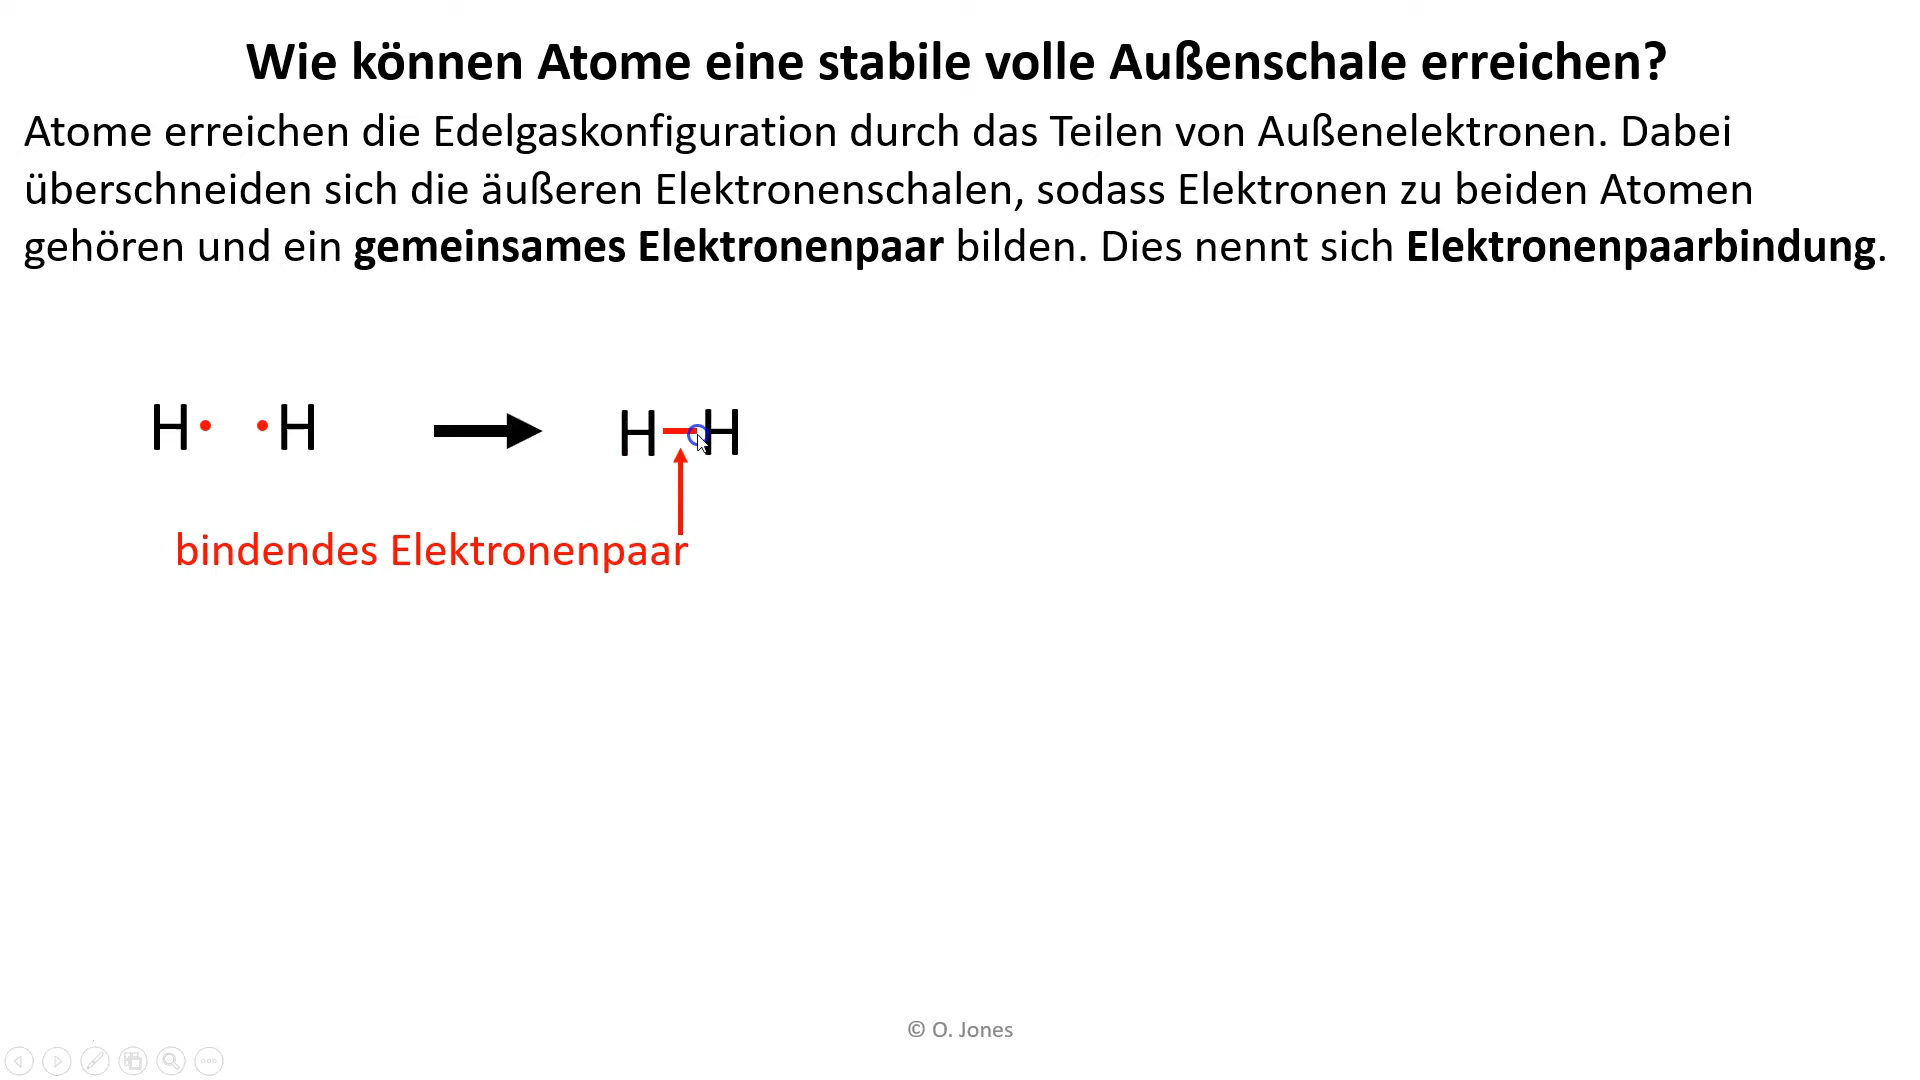 Wie können Atome eine stabile volle Außenschale erreichen?
Atome erreichen die Edelgaskonfiguration durch das Teilen von Außenelektronen. Dabei
überschneiden sich die äußeren Elektronenschalen, sodass Elektronen zu beiden Atomen
gehören und ein gemeinsames Elektronenpaar bilden. Dies nennt sich Elektronenpaarbindung.
H• •H H–H
bindendes Elektronenpaar
© O. Jones